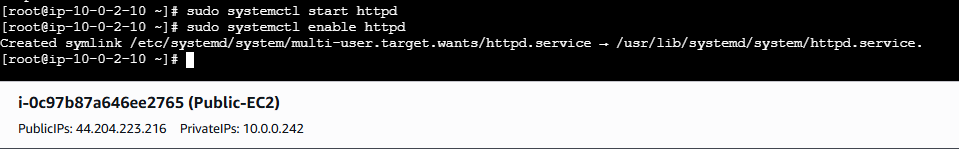 [root@ip-10-0-2-10 ~]# sudo systemctl start httpd
[root@ip-10-0-2-10 ~]# sudo systemctl enable httpd
Created symlink /etc/systemd/system/multi-user.target.wants/httpd.service → /usr/lib/systemd/system/httpd.service.
[root@ip-10-0-2-10 ~]#
i-0c97b87a646ee2765 (Public-EC2)
PublicIPs: 44.204.223.216 PrivateIPs: 10.0.0.242